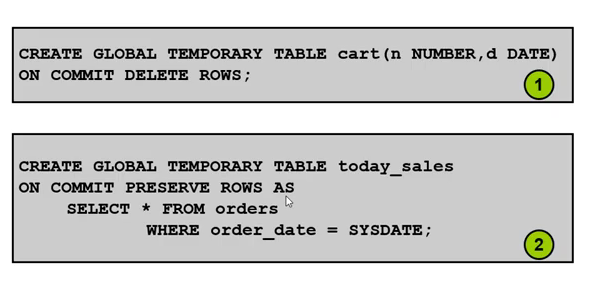 CREATE GLOBAL TEMPORARY TABLE cart(n NUMBER,d DATE)
ON COMMIT DELETE ROWS;
1
CREATE GLOBAL TEMPORARY TABLE today_sales
ON COMMIT PRESERVE ROWS AS
SELECT * FROM orders
WHERE order_date = SYSDATE;
2